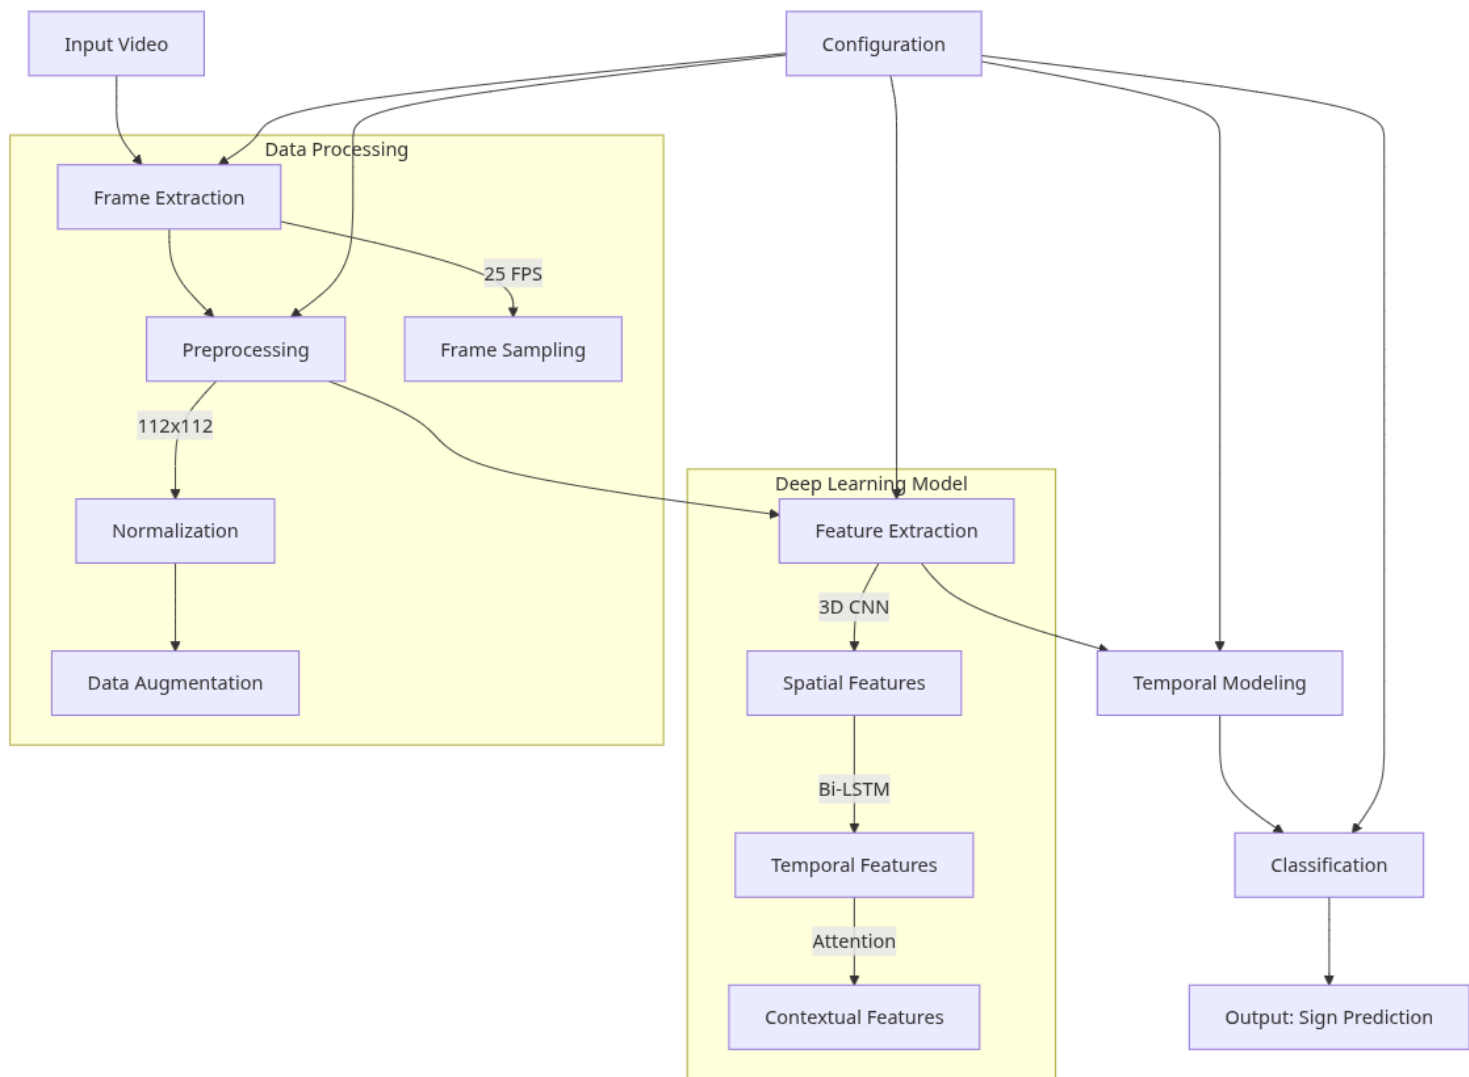 Input Video
Configuration
Data Processing
Frame Extraction
25 FPS
Preprocessing
Frame Sampling
112x112
Deep Learning Model
Normalization
Feature Extraction
3D CNN
Data Augmentation
Spatial Features
Temporal Modeling
Bi-LSTM
Temporal Features
Classification
Attention
Contextual Features
Output: Sign Prediction